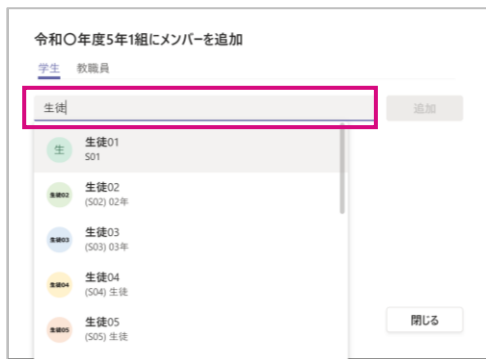 令和〇年度5年1組にメンバーを追加
学生 教職員
生徒 追加
生 生徒01
S01
生徒02 生徒02
(S02) 02年
生徒03 生徒03
(S03) 03年
生徒04 生徒04
(S04) 生徒
生徒05 生徒05
(S05) 生徒
閉じる